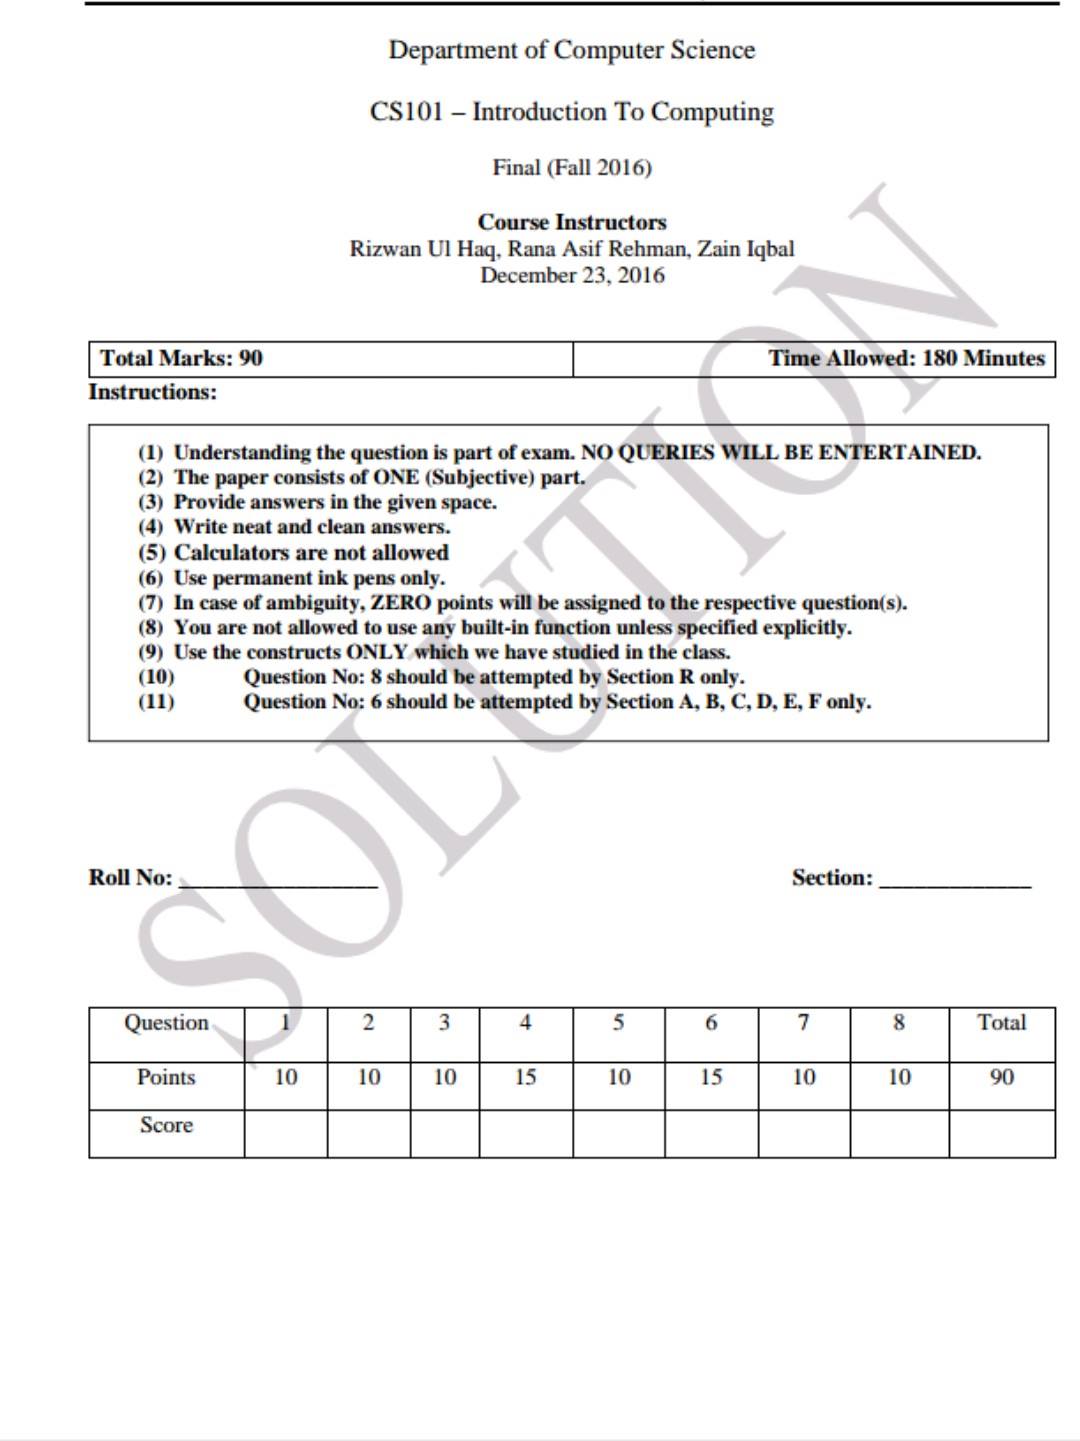 Department of Computer Science
CS101 – Introduction To Computing
Final (Fall 2016)
Course Instructors
Rizwan Ul Haq, Rana Asif Rehman, Zain Iqbal
December 23, 2016
Total Marks: 90 Time Allowed: 180 Minutes
Instructions:
(1) Understanding the question is part of exam. NO QUERIES WILL BE ENTERTAINED.
(2) The paper consists of ONE (Subjective) part.
(3) Provide answers in the given space.
(4) Write neat and clean answers.
(5) Calculators are not allowed
(6) Use permanent ink pens only.
(7) In case of ambiguity, ZERO points will be assigned to the respective question(s).
(8) You are not allowed to use any built-in function unless specified explicitly.
(9) Use the constructs ONLY which we have studied in the class.
(10) Question No: 8 should be attempted by Section R only.
(11) Question No: 6 should be attempted by Section A, B, C, D, E, F only.
SOLUTION
Roll No: _________________ Section: _____________
Question 1 2 3 4 5 6 7 8 Total
Points 10 10 10 15 10 15 10 10 90
Score